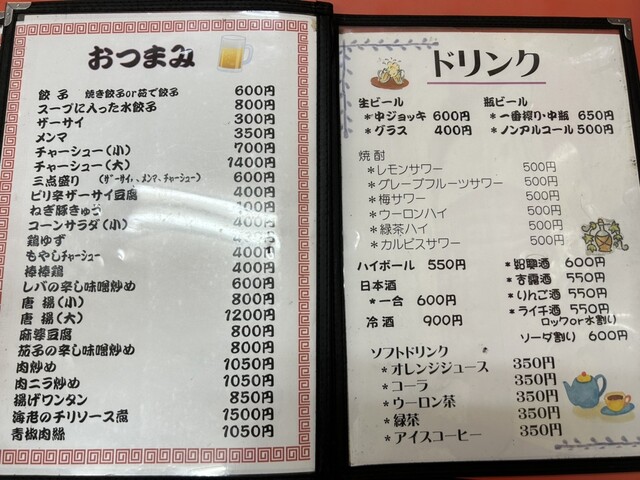 おつまみ
餃子 焼き餃子or茹で餃子 600円
スープに入った水餃子 800円
ザーサイ 300円
メンマ 350円
チャーシュー(小) 700円
チャーシュー(大) 1400円
三点盛り (ザーサイ、メンマ、チャーシュー) 600円
ピリ辛ザーサイ豆腐 400円
ねぎ豚きゅう
コーンサラダ(小)
鶏ゆず
もやしチャーシュー 400円
棒棒鶏 400円
レバの辛し味噌炒め 600円
唐揚(小) 800円
唐揚(大) 1200円
麻婆豆腐 800円
茄子の辛し味噌炒め 800円
肉炒め 1050円
肉ニラ炒め 1050円
揚げワンタン 850円
海老のチリソース煮 1500円
青椒肉絲 1050円
ドリンク
生ビール
*中ジョッキ 600円
*グラス 400円
瓶ビール
*一番搾り・中瓶 650円
*ノンアルコール 500円
焼酎
*レモンサワー 500円
*グレープフルーツサワー 500円
*梅サワー 500円
*ウーロンハイ 500円
*緑茶ハイ 500円
*カルピスサワー 500円
ハイボール 550円
日本酒
*一合 600円
冷酒 900円
*紹興酒 600円
*杏露酒 550円
*りんご酒 550円
*ライチ酒 550円
ロックor水割り
ソーダ割り 600円
ソフトドリンク
*オレンジジュース 350円
*コーラ 350円
*ウーロン茶 350円
*緑茶 350円
*アイスコーヒー 350円